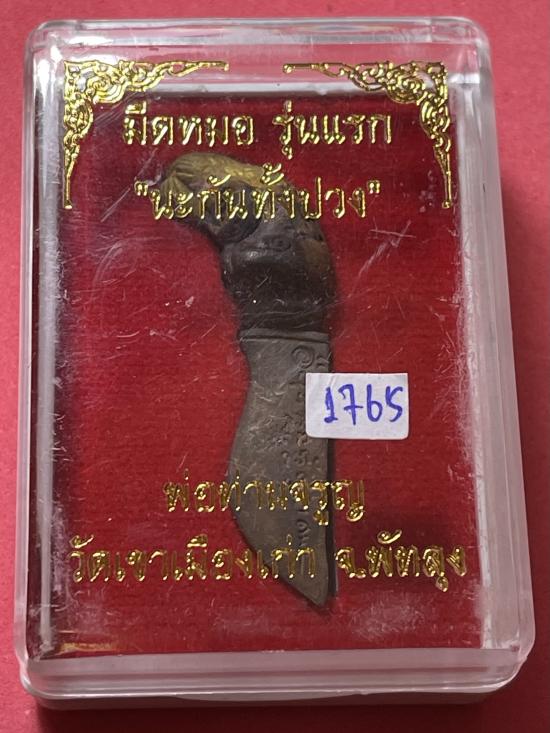 มีดหมอ รุ่นแรก
"นะกันทั้งปวง"
1765
พ่อท่านจรูญ
วัดเขาเมืองเก่า จ.พัทลุง